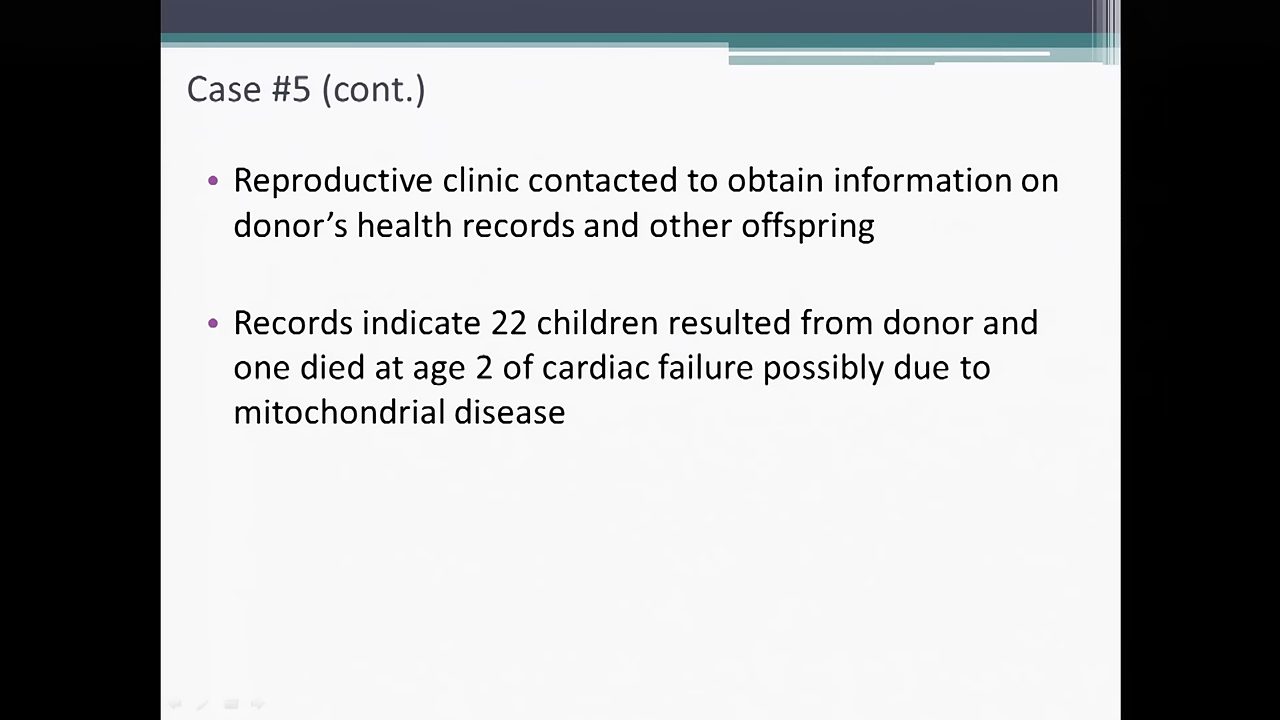 Case #5 (cont.)
• Reproductive clinic contacted to obtain information on
donor’s health records and other offspring
• Records indicate 22 children resulted from donor and
one died at age 2 of cardiac failure possibly due to
mitochondrial disease